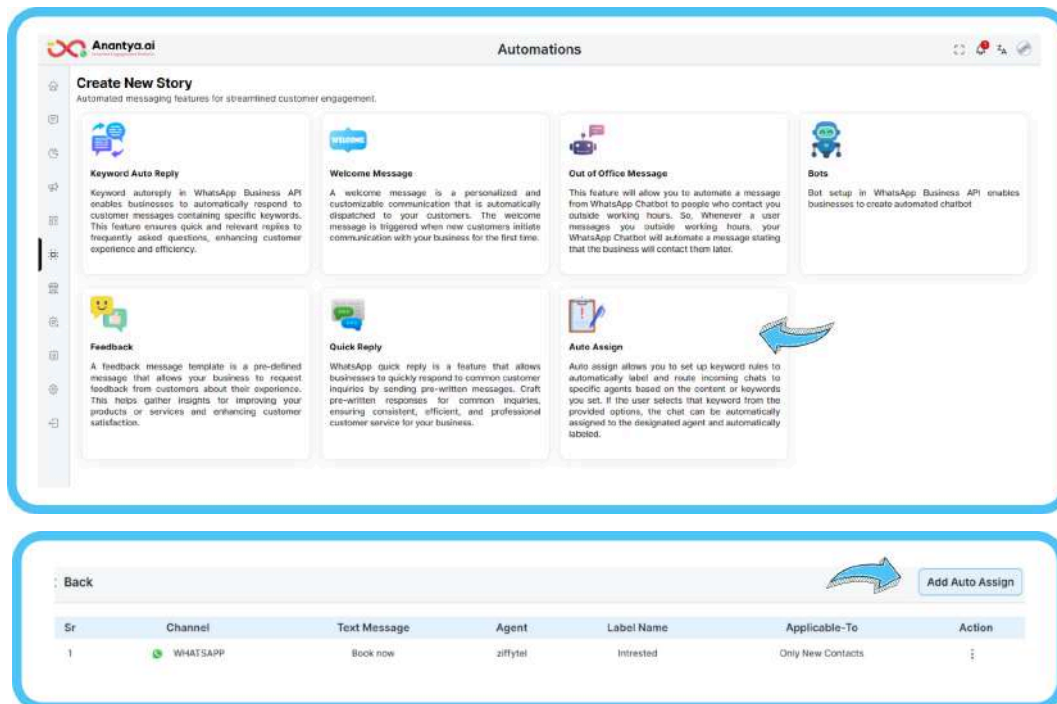 Anantya.ai
Automations
Create New Story
Automated messaging features for streamlined customer engagement.
Keyword Auto Reply
Keyword autoreply in WhatsApp Business API
enables businesses to automatically respond to
customer messages containing specific keywords.
This feature ensures quick and relevant replies to
frequently asked questions, enhancing customer
experience and efficiency.
WELCOME
Welcome Message
A welcome message is a personalized and
customizable communication that is automatically
dispatched to your customers. The welcome
message is triggered when new customers initiate
communication with your business for the first time.
Out of Office Message
This feature will allow you to automate a message
from WhatsApp Chatbot to people who contact you
outside working hours. So, Whenever a user
messages you outside working hours, your
WhatsApp Chatbot will automate a message stating
that the business will contact them later.
Bots
Bot setup in WhatsApp Business API enables
businesses to create automated chatbot
Feedback
A feedback message template is a pre-defined
message that allows your business to request
feedback from customers about their experience.
This helps gather insights for improving your
products or services and enhancing customer
satisfaction.
Quick Reply
WhatsApp quick reply is a feature that allows
businesses to quickly respond to common customer
inquiries by sending pre-written messages. Craft
pre-written responses for common inquiries,
ensuring consistent, efficient, and professional
customer service for your business.
Auto Assign
Auto assign allows you to set up keyword rules to
automatically label and route incoming chats to
specific agents based on the content or keywords
you set. If the user selects that keyword from the
provided options, the chat can be automatically
assigned to the designated agent and automatically
labeled.
Back
Add Auto Assign
Sr Channel Text Message Agent Label Name Applicable-To Action
1 WHATSAPP Book now ziffytel Intrested Only New Contacts